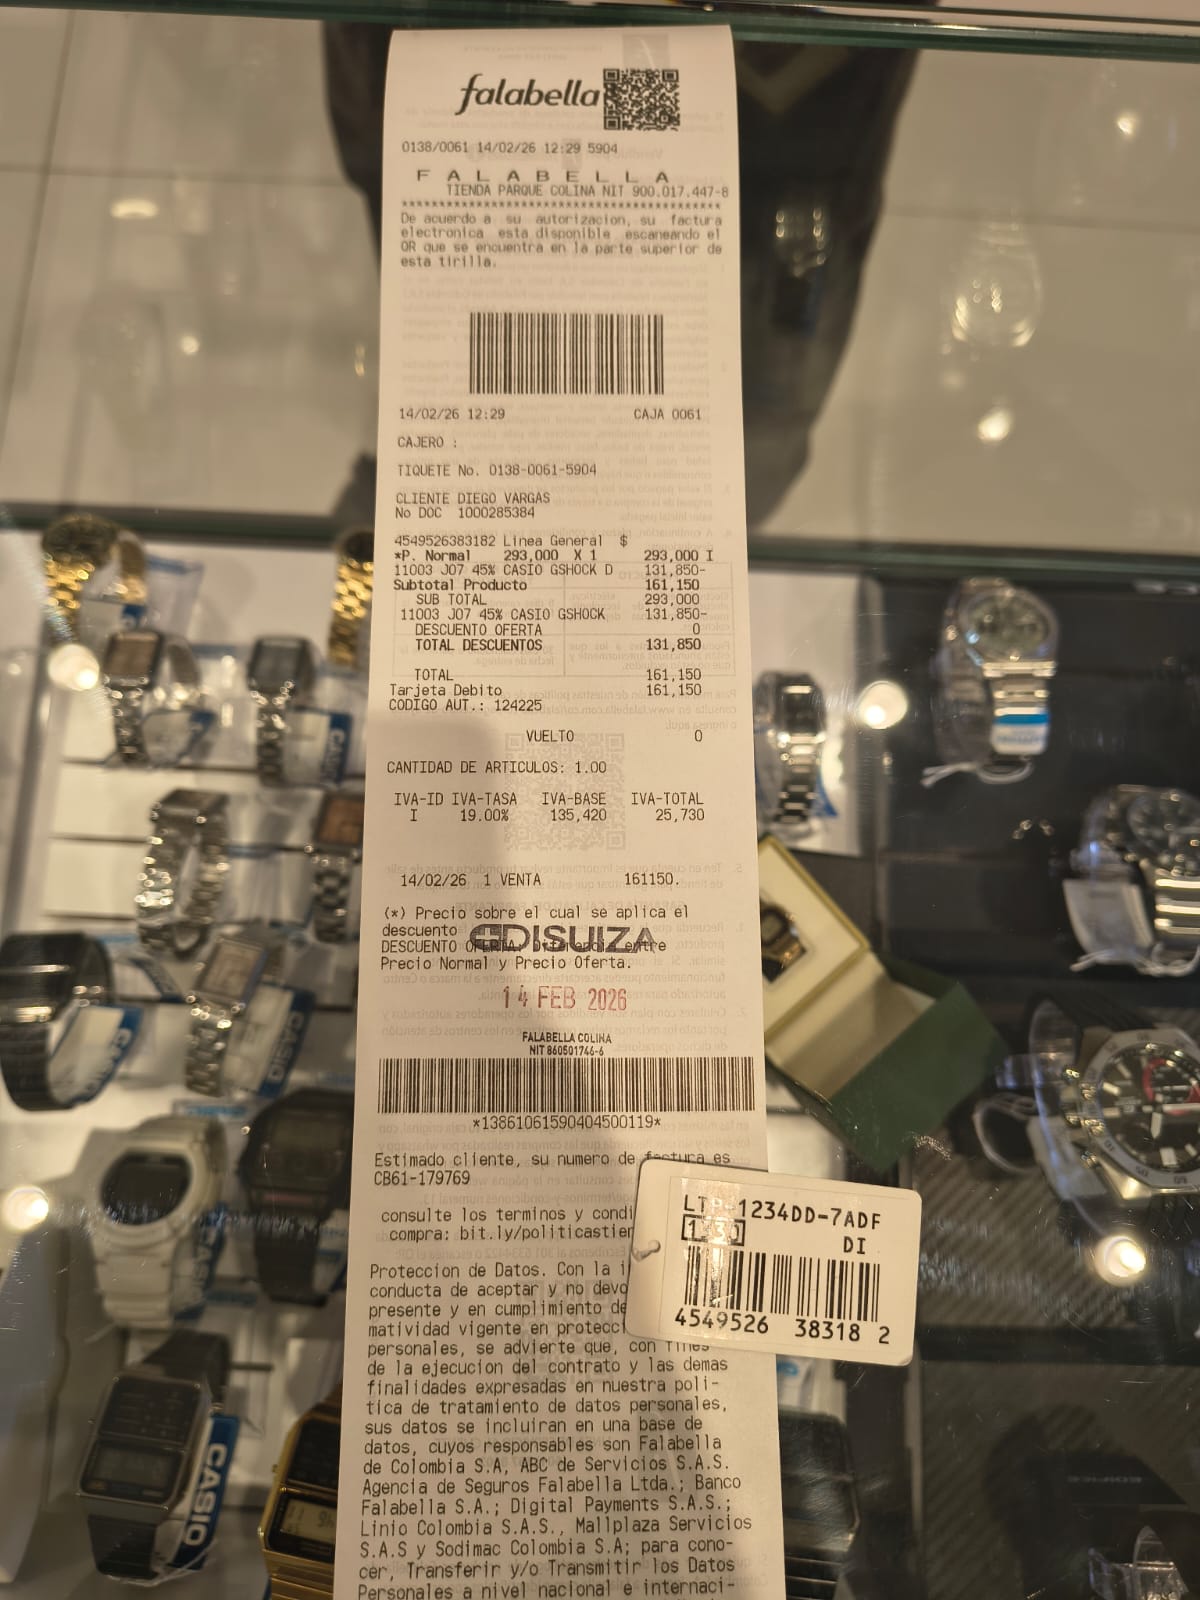 falabella
0138/0061 14/02/26 12:29 5904
F A L A B E L L A
TIENDA PARQUE COLINA NIT 900.017.447-8
****************************************
De acuerdo a su autorizacion, su factura
electronica esta disponible escaneando el
QR que se encuentra en la parte superior de
esta tirilla.
14/02/26 12:29 CAJA 0061
CAJERO :
TIQUETE No. 0138-0061-5904
CLIENTE DIEGO VARGAS
No DOC 1000285384
4549526383182 Linea General $
*P. Normal 293,000 X 1 293,000 I
11003 J07 45% CASIO GSHOCK D 131,850-
Subtotal Producto 161,150
SUB TOTAL 293,000
11003 J07 45% CASIO GSHOCK 131,850-
DESCUENTO OFERTA 0
TOTAL DESCUENTOS 131,850
TOTAL 161,150
Tarjeta Debito 161,150
CODIGO AUT.: 124225
VUELTO 0
CANTIDAD DE ARTICULOS: 1.00
IVA-ID IVA-TASA IVA-BASE IVA-TOTAL
I 19.00% 135,420 25,730
14/02/26 1 VENTA 161150.
(*) Precio sobre el cual se aplica el
descuento
DISUIZA
DESCUENTO OFERTA: Diferencia entre
Precio Normal y Precio Oferta.
14 FEB 2026
FALABELLA COLINA
NIT 860501746-6
*13861061590404500119*
Estimado cliente, su numero de factura es
CB61-179769
consulte los terminos y condi
compra: bit.ly/politicastien
Proteccion de Datos. Con la i
conducta de aceptar y no devo
presente y en cumplimiento de
matividad vigente en protecc
personales, se advierte que, con fines
de la ejecucion del contrato y las demas
finalidades expresadas en nuestra poli-
tica de tratamiento de datos personales,
sus datos se incluiran en una base de
datos, cuyos responsables son Falabella
de Colombia S.A, ABC de Servicios S.A.S.
Agencia de Seguros Falabella Ltda.; Banco
Falabella S.A.; Digital Payments S.A.S.;
Linio Colombia S.A.S., Mallplaza Servicios
S.A.S y Sodimac Colombia S.A; para cono-
cer, Transferir y/o Transmitir los Datos
Personales a nivel nacional e internaci-
LTP-1234DD-7ADF
1330
DI
4549526 38318 2
CASIO
CASIO
CASIO
EDIFICE